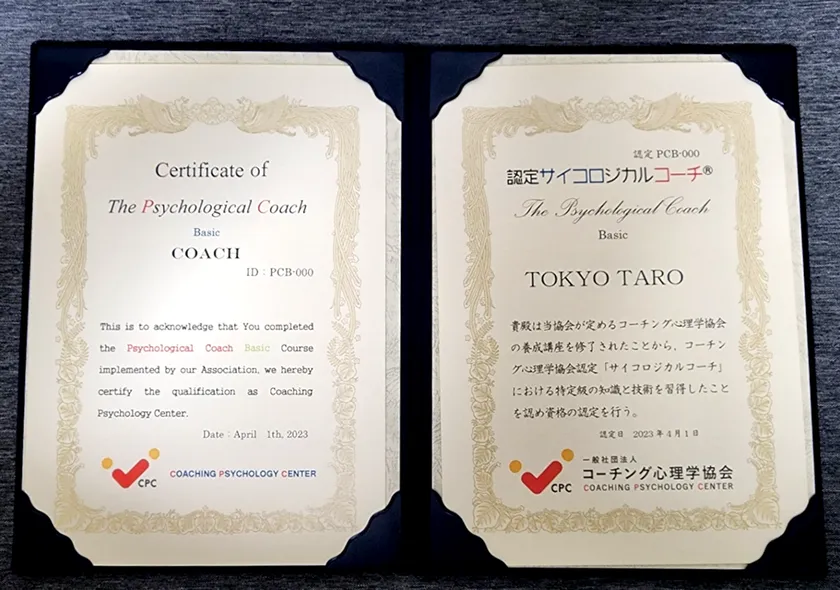 Certificate of
The Psychological Coach
Basic
COACH
ID：PCB-000
This is to acknowledge that You completed
the Psychological Coach Basic Course
implemented by our Association, we hereby
certify the qualification as Coaching
Psychology Center.
Date：April 1th, 2023
CPC
COACHING PSYCHOLOGY CENTER
認定 PCB-000
認定サイコロジカルコーチ®
The Psychological Coach
Basic
TOKYO TARO
貴殿は当協会が定めるコーチング心理学協会
の養成講座を修了されたことから、コーチン
グ心理学協会認定「サイコロジカルコーチ」
における特定級の知識と技術を習得したこと
を認め資格の認定を行う。
認定日 2023年4月1日
CPC
一般社団法人
コーチング心理学協会
COACHING PSYCHOLOGY CENTER